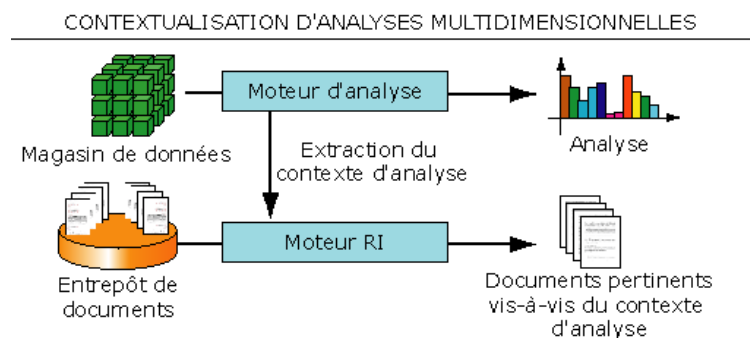 CONTEXTUALISATION D'ANALYSES MULTIDIMENSIONNELLES
Moteur d'analyse
Magasin de données
Analyse
Extraction du
contexte d'analyse
Moteur RI
Entrepôt de
documents
Documents pertinents
vis-à-vis du contexte
d'analyse